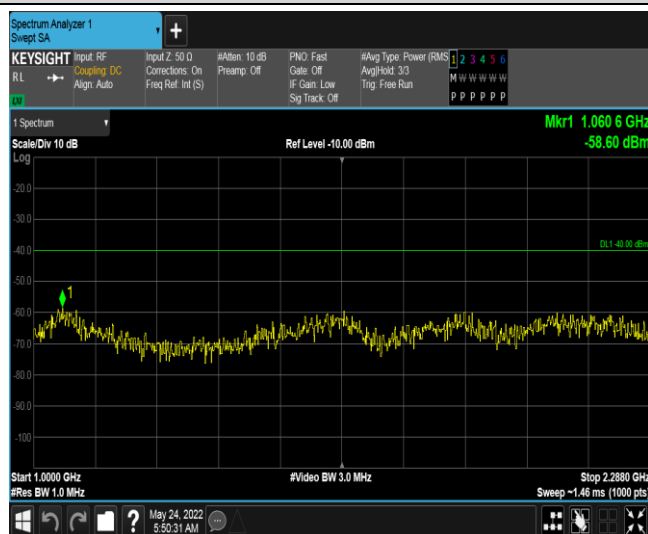 Spectrum Analyzer 1
Swept SA
+
KEYSIGHT Input: RF Input Z: 50 Ω #Atten: 10 dB PNO: Fast #Avg Type: Power (RMS 1 2 3 4 5 6
RL Coupling: DC Corrections: On Preamp: Off Gate: Off Avg|Hold: 3/3 M W W W W W
Align: Auto Freq Ref: Int (S) IF Gain: Low Trig: Free Run
Sig Track: Off P P P P P P
LXI
1 Spectrum Mkr1 1.060 6 GHz
Scale/Div 10 dB Ref Level -10.00 dBm -58.60 dBm
Log
-20.0
-30.0
-40.0 DL1 -40.00 dBm
-50.0
1
-60.0
-70.0
-80.0
-90.0
-100
Start 1.0000 GHz #Video BW 3.0 MHz Stop 2.2880 GHz
#Res BW 1.0 MHz Sweep ~1.46 ms (1000 pts)
? May 24, 2022
5:50:31 AM